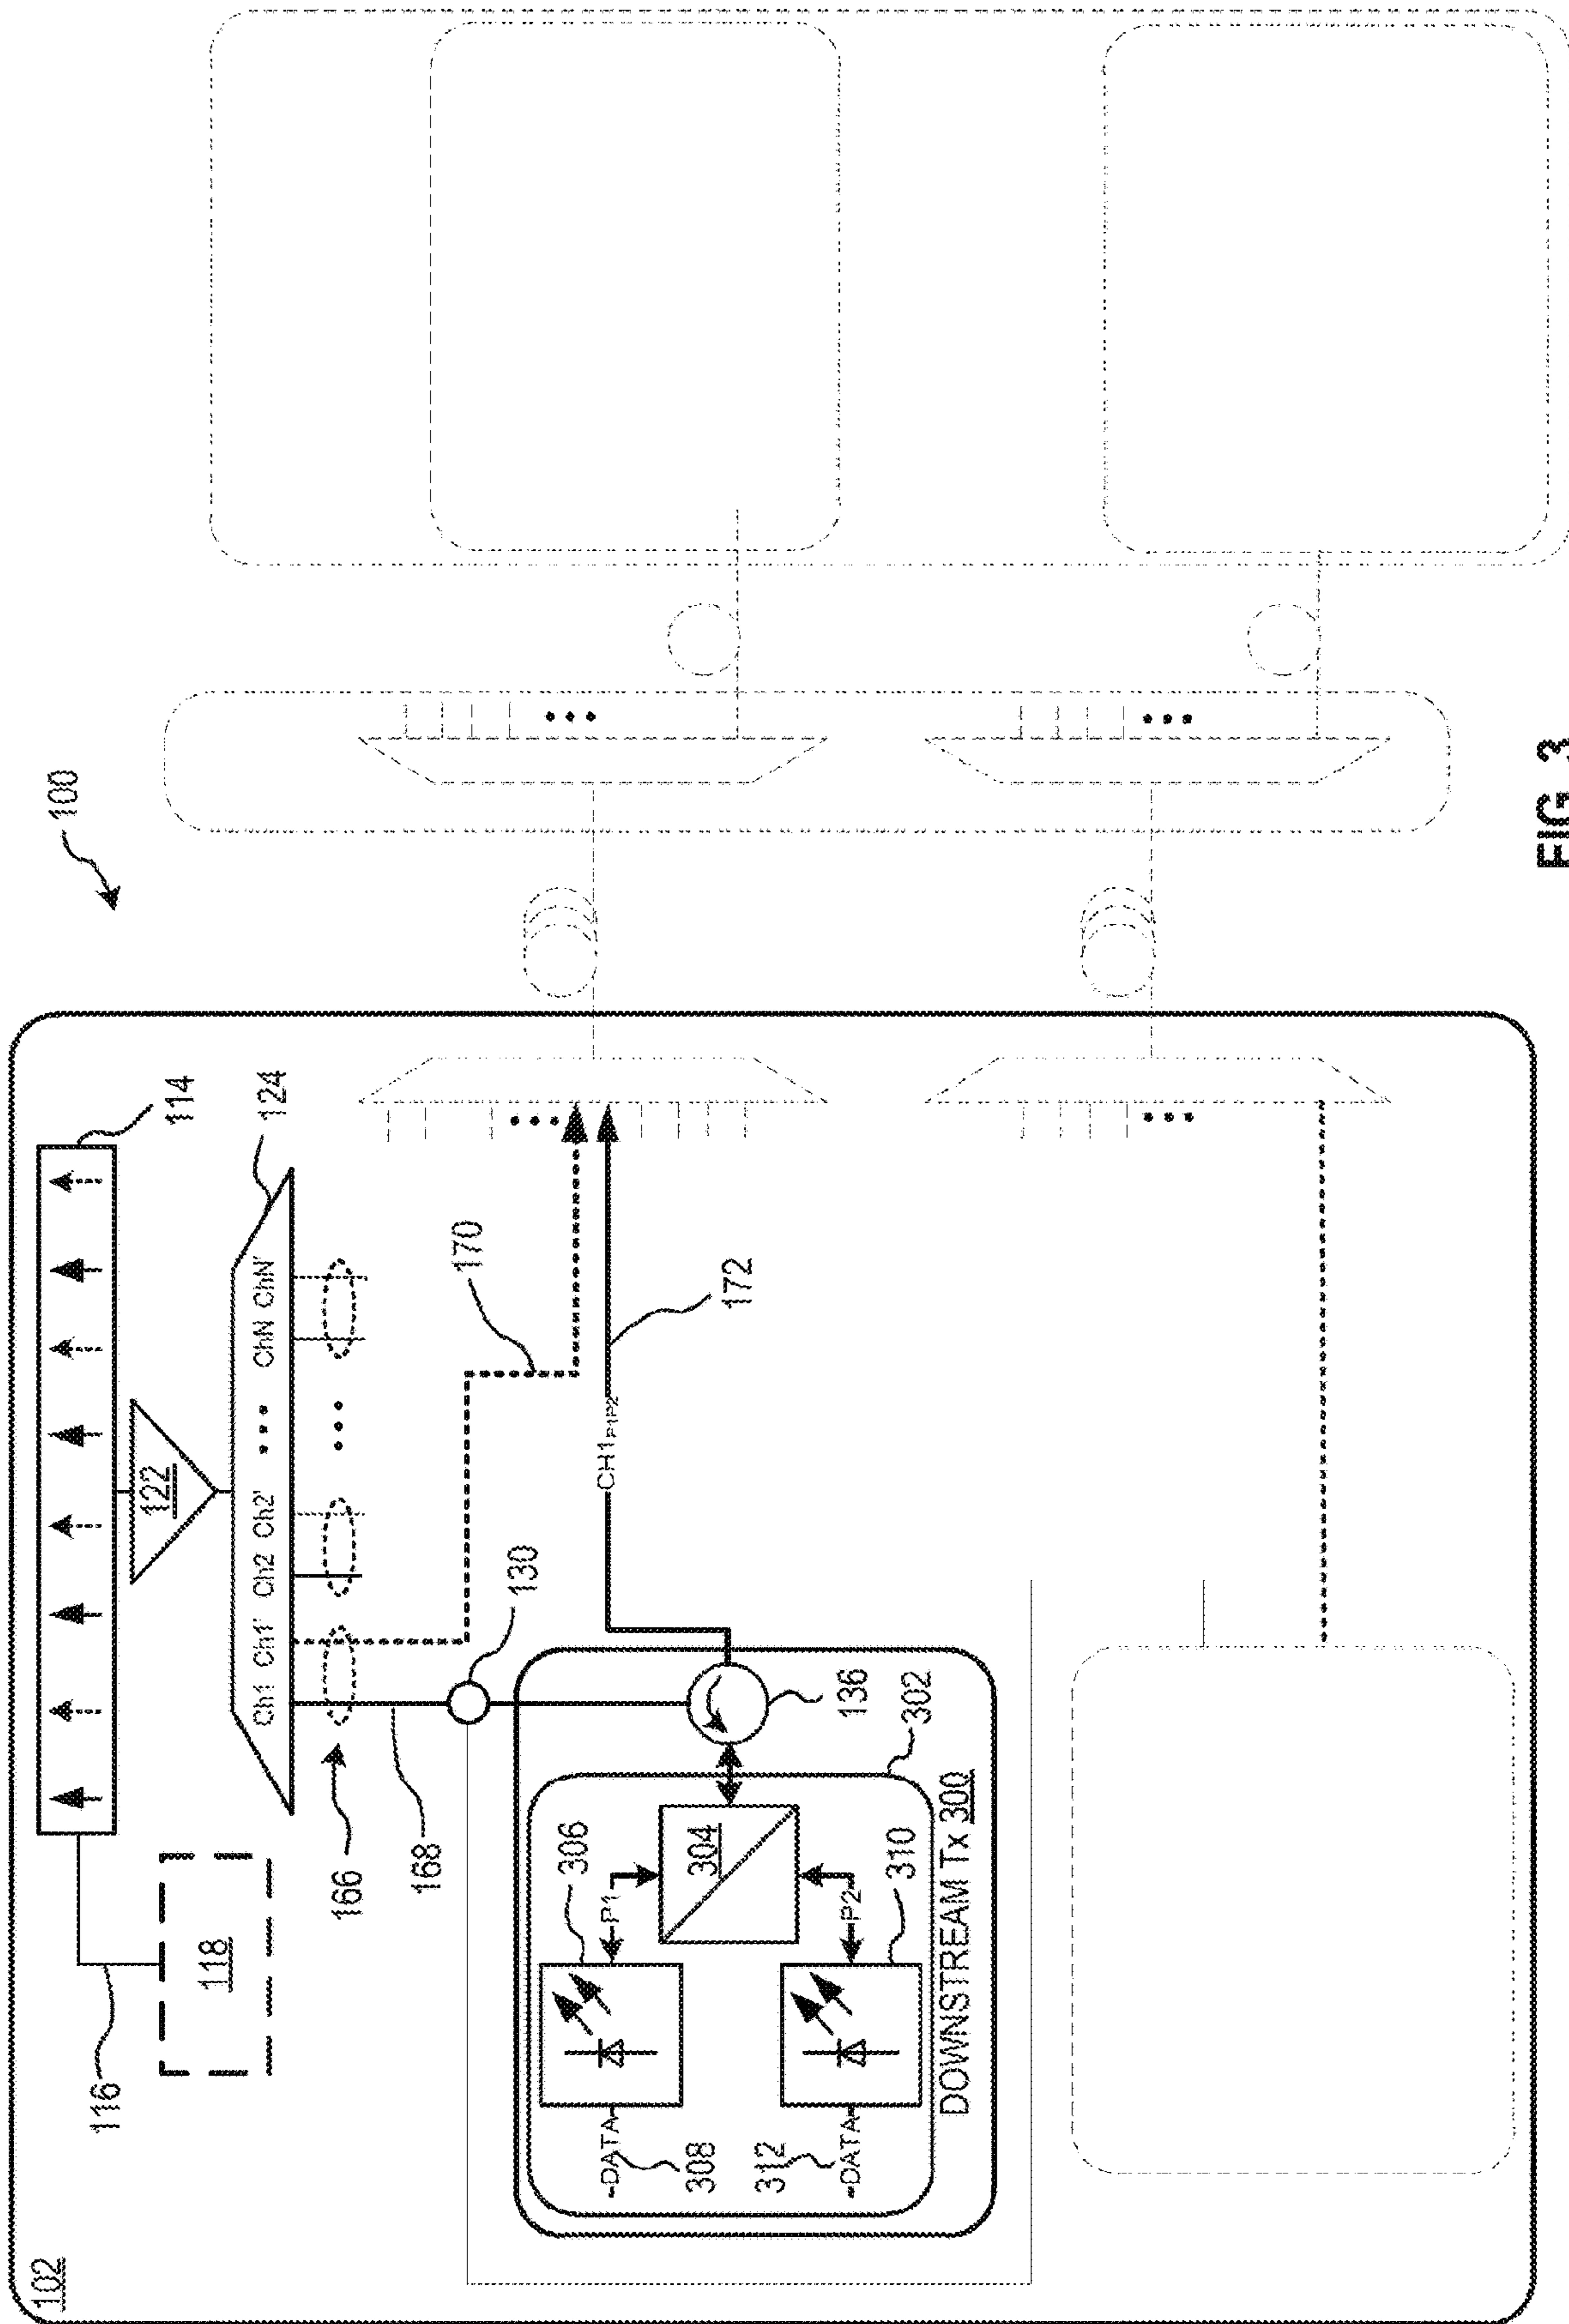 100
102
114
116
118
122
124
Ch1 Ch1' Ch2 Ch2' ••• ChN ChN'
•••
166
168
130
170
172
CH1P1P2
136
302
304
306
P1
-DATA
308
310
P2
-DATA
312
DOWNSTREAM Tx 300
FIG. 3